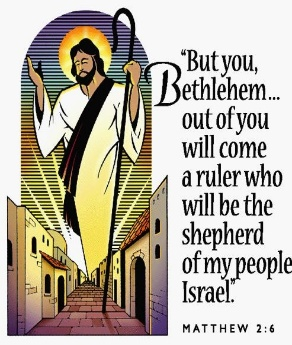 “But you,
Bethlehem...
out of you
will come
a ruler who
will be the
shepherd
of my people
Israel.”
MATTHEW 2:6